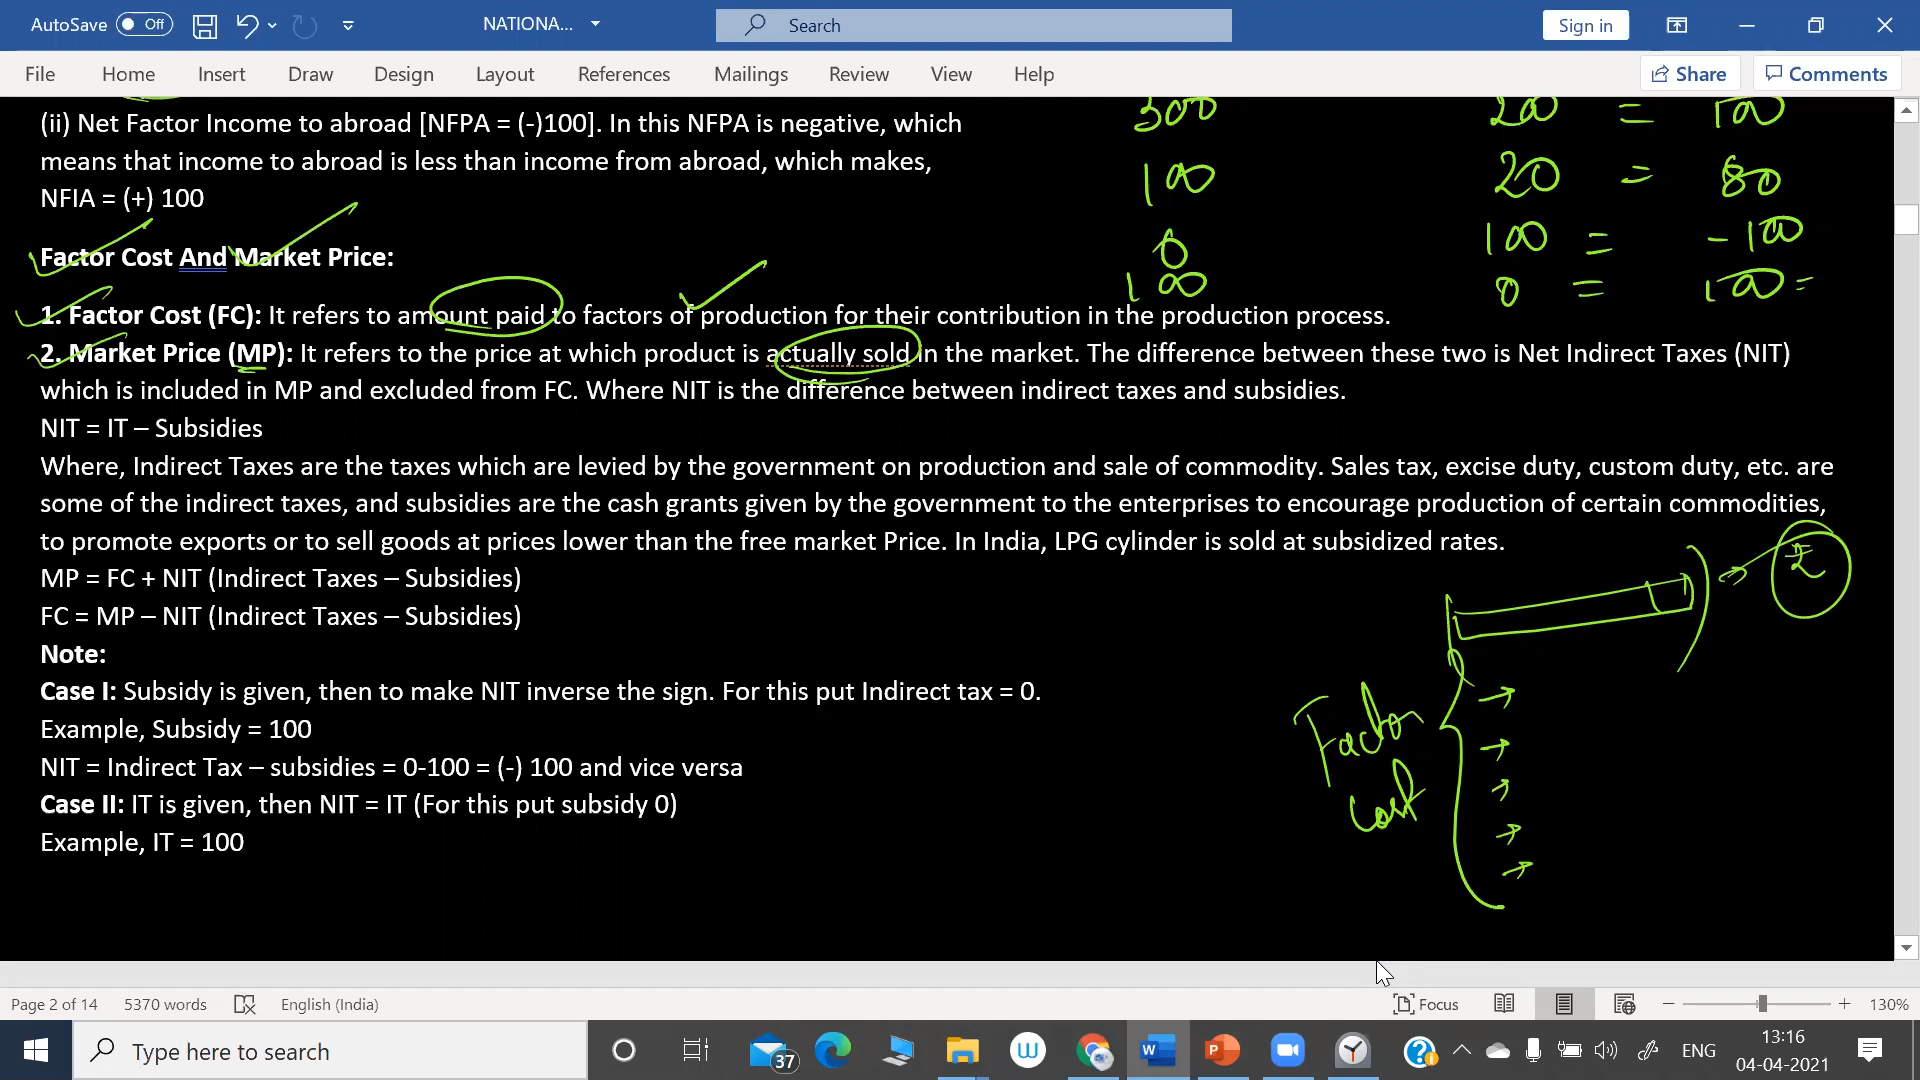 AutoSave Off NATIONA... Search Sign in
File Home Insert Draw Design Layout References Mailings Review View Help Share Comments
(ii) Net Factor Income to abroad [NFPA = (-)100]. In this NFPA is negative, which
means that income to abroad is less than income from abroad, which makes,
NFIA = (+) 100
300 200 = 100
100 20 = 80
0 100 = -100
100 0 = 100 =
Factor Cost And Market Price:
1. Factor Cost (FC): It refers to amount paid to factors of production for their contribution in the production process.
2. Market Price (MP): It refers to the price at which product is actually sold in the market. The difference between these two is Net Indirect Taxes (NIT)
which is included in MP and excluded from FC. Where NIT is the difference between indirect taxes and subsidies.
NIT = IT – Subsidies
Where, Indirect Taxes are the taxes which are levied by the government on production and sale of commodity. Sales tax, excise duty, custom duty, etc. are
some of the indirect taxes, and subsidies are the cash grants given by the government to the enterprises to encourage production of certain commodities,
to promote exports or to sell goods at prices lower than the free market Price. In India, LPG cylinder is sold at subsidized rates.
MP = FC + NIT (Indirect Taxes – Subsidies)
FC = MP – NIT (Indirect Taxes – Subsidies)
Note:
Case I: Subsidy is given, then to make NIT inverse the sign. For this put Indirect tax = 0.
Example, Subsidy = 100
NIT = Indirect Tax – subsidies = 0-100 = (-) 100 and vice versa
Case II: IT is given, then NIT = IT (For this put subsidy 0)
Example, IT = 100
Factor
cost
Page 2 of 14 5370 words English (India) Focus 130%
Type here to search 37 ENG 13:16
04-04-2021